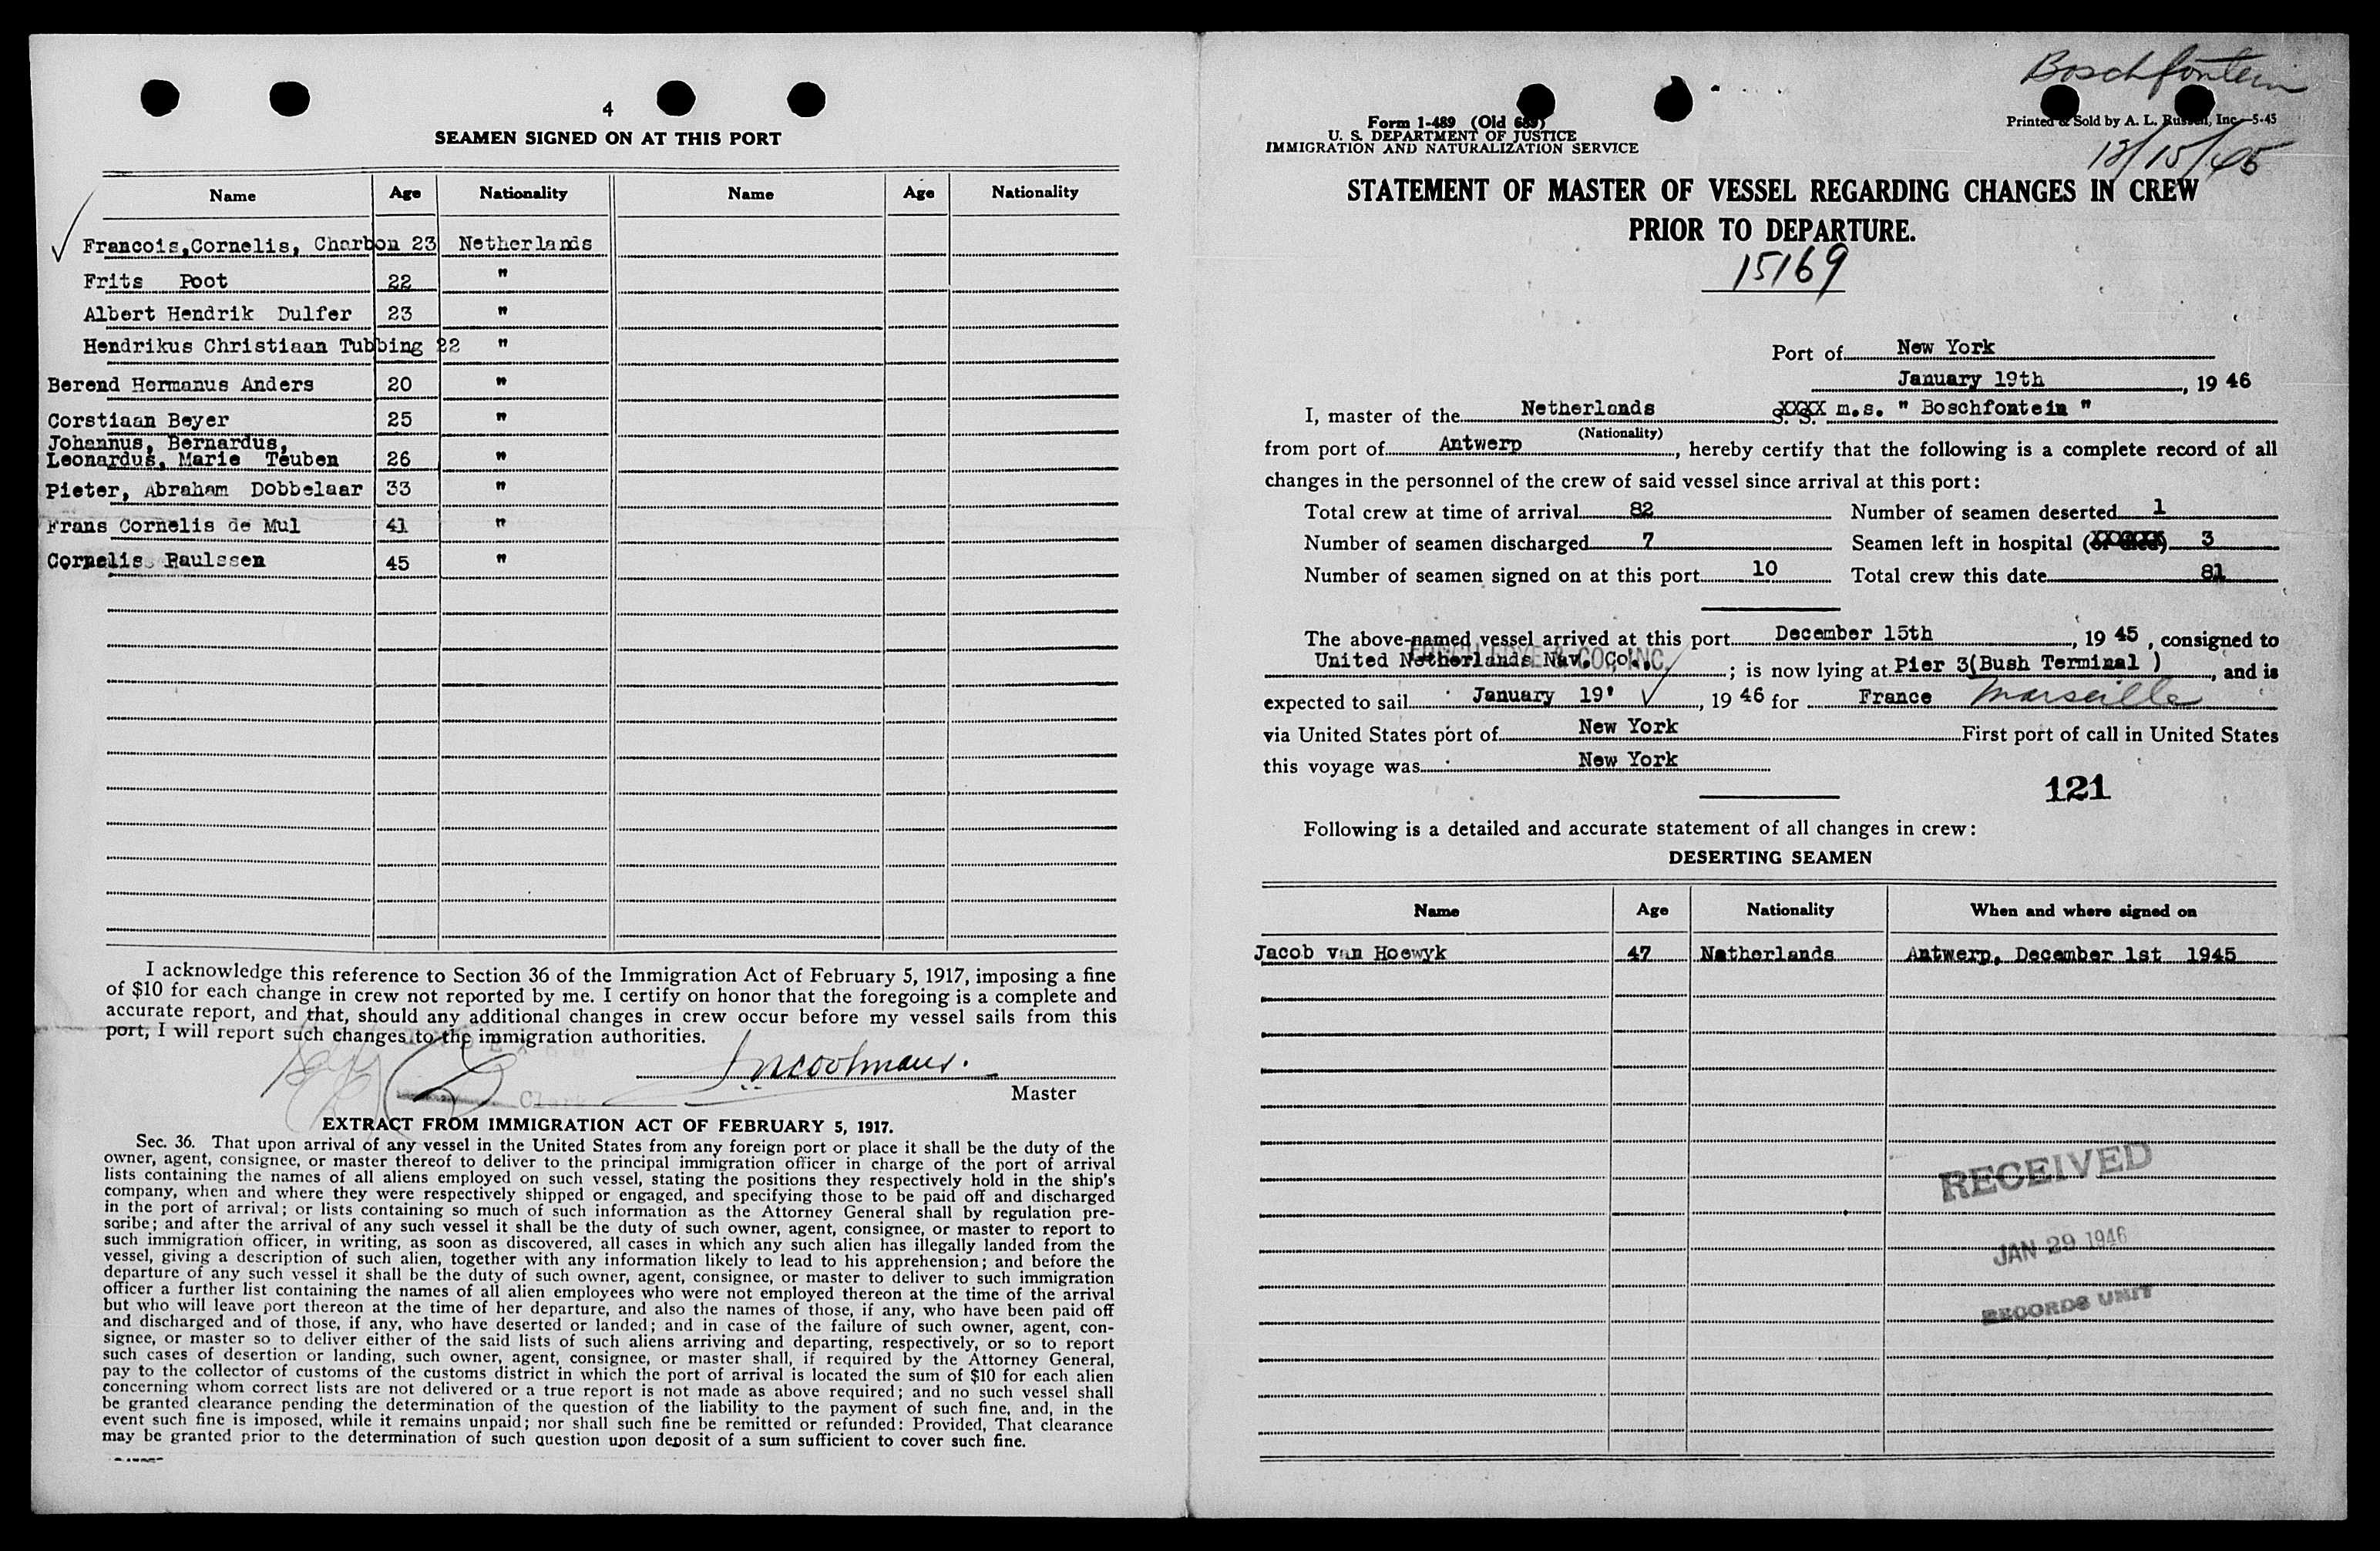 4
SEAMEN SIGNED ON AT THIS PORT
Name Age Nationality Name Age Nationality
Francois,Cornelis, Charbon 23 Netherlands
Frits Poot 22 "
Albert Hendrik Dulfer 23 "
Hendrikus Christiaan Tubbing 22 "
Berend Hermanus Anders 20 "
Corstiaan Beyer 25 "
Johannus, Bernardus,
Leonardus, Marie Teuben 26 "
Pieter, Abraham Dobbelaar 33 "
Frans Cornelis de Mul 41 "
Cornelis Paulssen 45 "
I acknowledge this reference to Section 36 of the Immigration Act of February 5, 1917, imposing a fine
of $10 for each change in crew not reported by me. I certify on honor that the foregoing is a complete and
accurate report, and that, should any additional changes in crew occur before my vessel sails from this
port, I will report such changes to the immigration authorities.
Master
Clerk
EXTRACT FROM IMMIGRATION ACT OF FEBRUARY 5, 1917.
Sec. 36. That upon arrival of any vessel in the United States from any foreign port or place it shall be the duty of the
owner, agent, consignee, or master thereof to deliver to the principal immigration officer in charge of the port of arrival
lists containing the names of all aliens employed on such vessel, stating the positions they respectively hold in the ship's
company, when and where they were respectively shipped or engaged, and specifying those to be paid off and discharged
in the port of arrival; or lists containing so much of such information as the Attorney General shall by regulation pre-
scribe; and after the arrival of any such vessel it shall be the duty of such owner, agent, consignee, or master to report to
such immigration officer, in writing, as soon as discovered, all cases in which any such alien has illegally landed from the
vessel, giving a description of such alien, together with any information likely to lead to his apprehension; and before the
departure of any such vessel it shall be the duty of such owner, agent, consignee, or master to deliver to such immigration
officer a further list containing the names of all alien employees who were not employed thereon at the time of the arrival
but who will leave port thereon at the time of her departure, and also the names of those, if any, who have been paid off
and discharged and of those, if any, who have deserted or landed; and in case of the failure of such owner, agent, con-
signee, or master so to deliver either of the said lists of such aliens arriving and departing, respectively, or so to report
such cases of desertion or landing, such owner, agent, consignee, or master shall, if required by the Attorney General,
pay to the collector of customs of the customs district in which the port of arrival is located the sum of $10 for each alien
concerning whom correct lists are not delivered or a true report is not made as above required; and no such vessel shall
be granted clearance pending the determination of the question of the liability to the payment of such fine, and, in the
event such fine is imposed, while it remains unpaid; nor shall such fine be remitted or refunded: Provided, That clearance
may be granted prior to the determination of such question upon deposit of a sum sufficient to cover such fine.
Boschfontein
Form 1-489 (Old 689)
U. S. DEPARTMENT OF JUSTICE
IMMIGRATION AND NATURALIZATION SERVICE
Printed & Sold by A. L. Russell, Inc.—5-45
12/15/45
STATEMENT OF MASTER OF VESSEL REGARDING CHANGES IN CREW
PRIOR TO DEPARTURE.
15169
Port of New York
January 19th, 19 46
I, master of the Netherlands S. S. XXXX m.s. " Boschfontein "
(Nationality)
from port of Antwerp, hereby certify that the following is a complete record of all
changes in the personnel of the crew of said vessel since arrival at this port:
Total crew at time of arrival 82 Number of seamen deserted 1
Number of seamen discharged 7 Seamen left in hospital (or died) 3
Number of seamen signed on at this port 10 Total crew this date 81
The above-named vessel arrived at this port December 15th, 19 45, consigned to
United Netherlands Nav. Co.,; is now lying at Pier 3(Bush Terminal ), and is
expected to sail January 19', 19 46 for France Marseille
via United States port of New York First port of call in United States
this voyage was New York
121
Following is a detailed and accurate statement of all changes in crew:
DESERTING SEAMEN
Name Age Nationality When and where signed on
Jacob van Hoewyk 47 Netherlands Antwerp, December 1st 1945
RECEIVED
JAN 29 1946
RECORDS UNIT